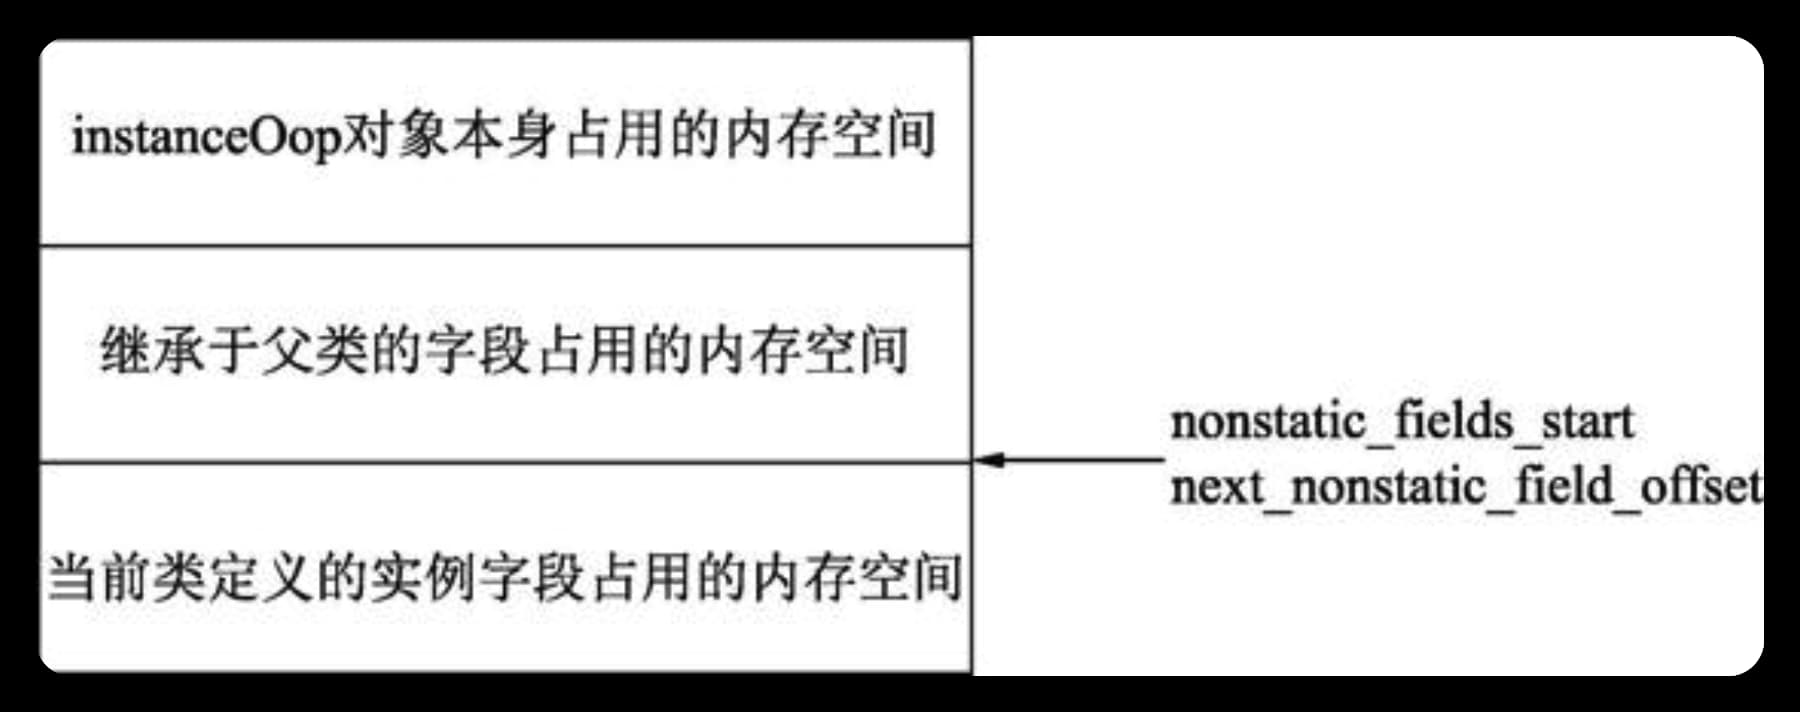 instanceOop对象本身占用的内存空间
继承于父类的字段占用的内存空间
nonstatic_fields_start
next_nonstatic_field_offset
当前类定义的实例字段占用的内存空间